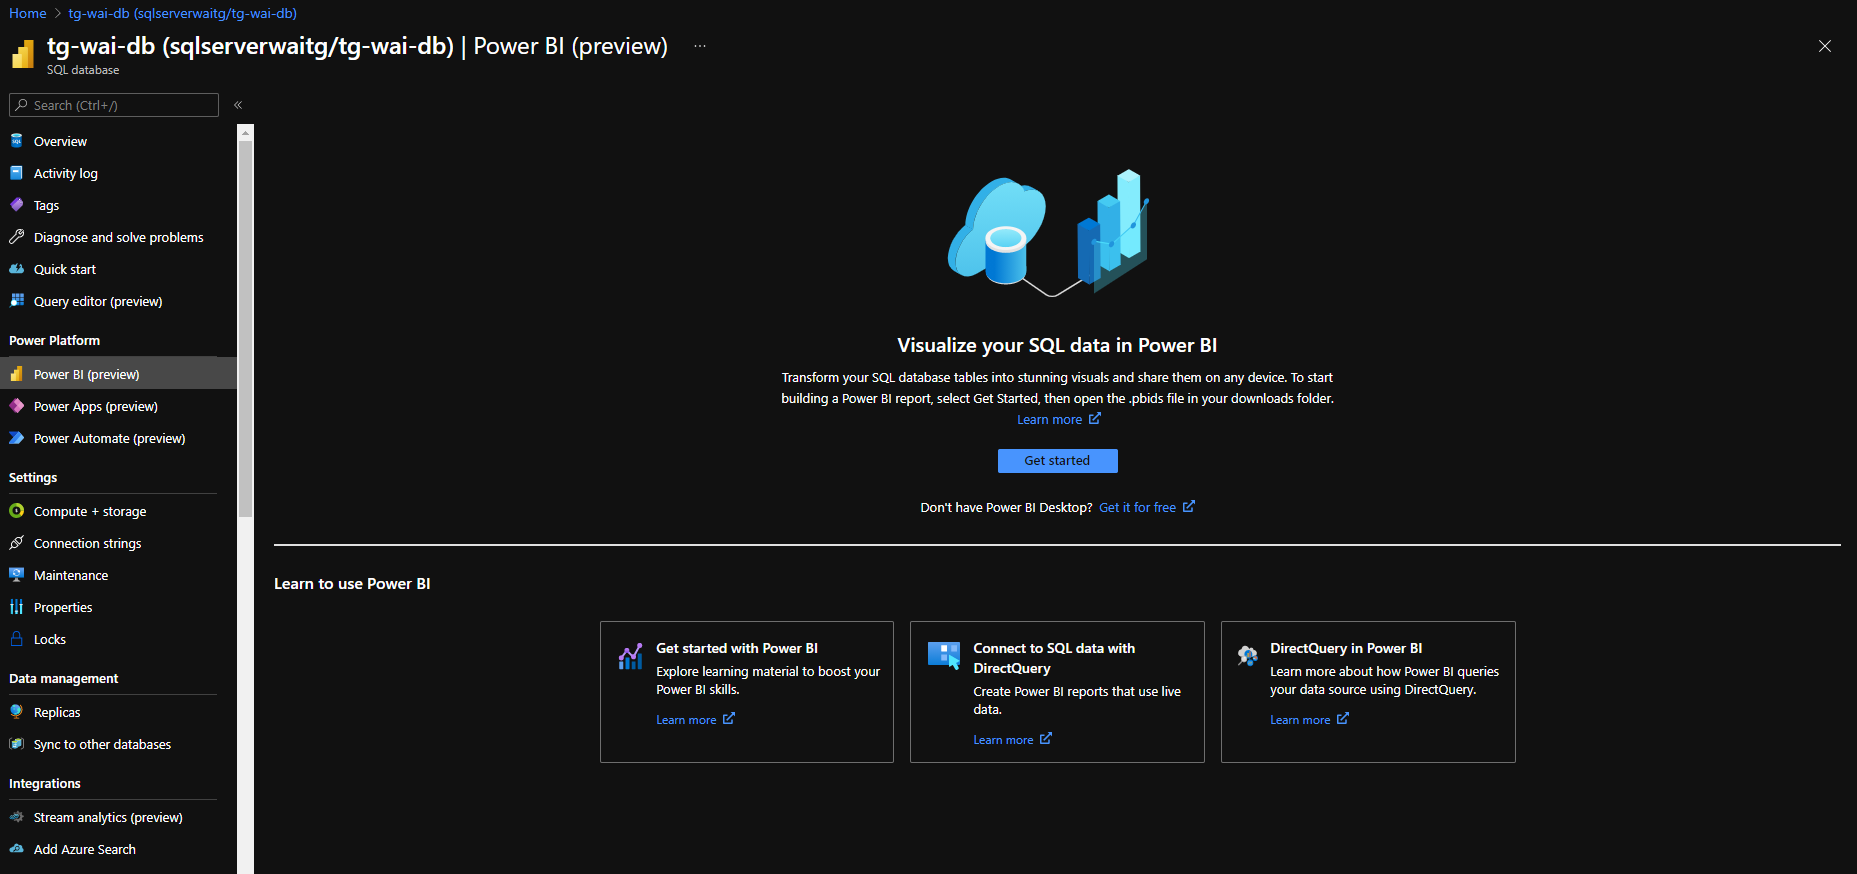 Home > tg-wai-db (sqlserverwaitg/tg-wai-db)
tg-wai-db (sqlserverwaitg/tg-wai-db) | Power BI (preview) ...
SQL database
Search (Ctrl+/)
«
Overview
Activity log
Tags
Diagnose and solve problems
Quick start
Query editor (preview)
Power Platform
Power BI (preview)
Power Apps (preview)
Power Automate (preview)
Settings
Compute + storage
Connection strings
Maintenance
Properties
Locks
Data management
Replicas
Sync to other databases
Integrations
Stream analytics (preview)
Add Azure Search
Visualize your SQL data in Power BI
Transform your SQL database tables into stunning visuals and share them on any device. To start
building a Power BI report, select Get Started, then open the .pbids file in your downloads folder.
Learn more
Get started
Don't have Power BI Desktop? Get it for free
Learn to use Power BI
Get started with Power BI
Explore learning material to boost your
Power BI skills.
Learn more
Connect to SQL data with
DirectQuery
Create Power BI reports that use live
data.
Learn more
DirectQuery in Power BI
Learn more about how Power BI queries
your data source using DirectQuery.
Learn more